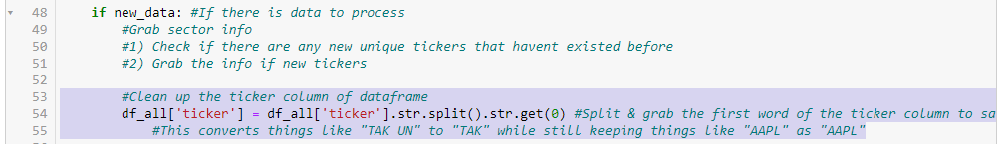 48 if new_data: #If there is data to process
49 #Grab sector info
50 #1) Check if there are any new unique tickers that havent existed before
51 #2) Grab the info if new tickers
52
53 #Clean up the ticker column of dataframe
54 df_all['ticker'] = df_all['ticker'].str.split().str.get(0) #Split & grab the first word of the ticker column to sa
55 #This converts things like "TAK UN" to "TAK" while still keeping things like "AAPL" as "AAPL"